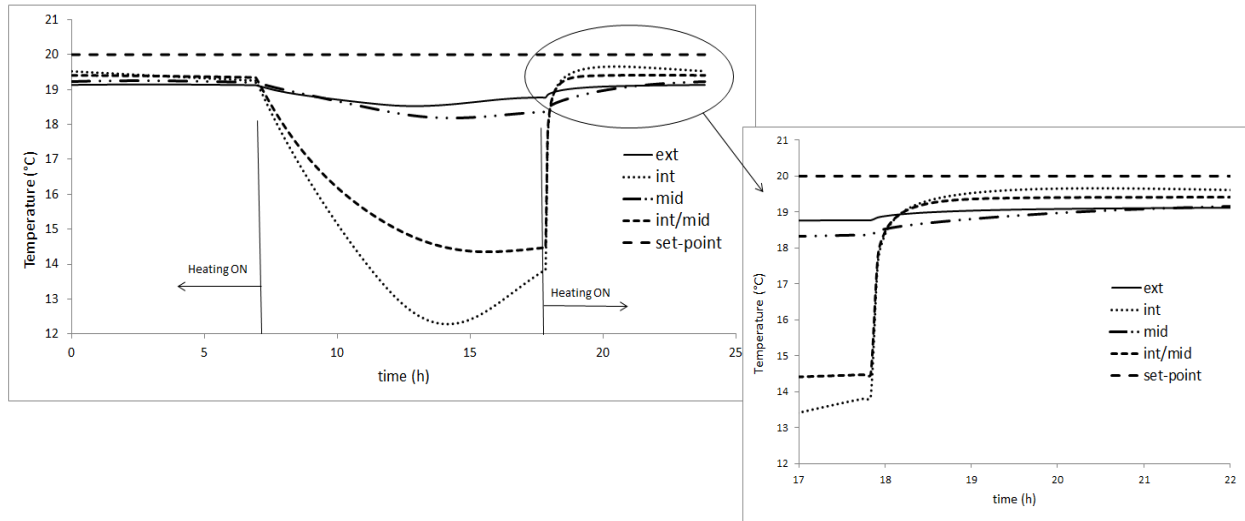 21
20
19
18
17
16
15
14
13
12
Temperature (°C)
0
5
10
15
20
25
time (h)
Heating ON
Heating ON
ext
int
mid
int/mid
set-point
21
20
19
18
17
16
15
14
13
12
Temperature (°C)
17
18
19
20
21
22
time (h)
ext
int
mid
int/mid
set-point